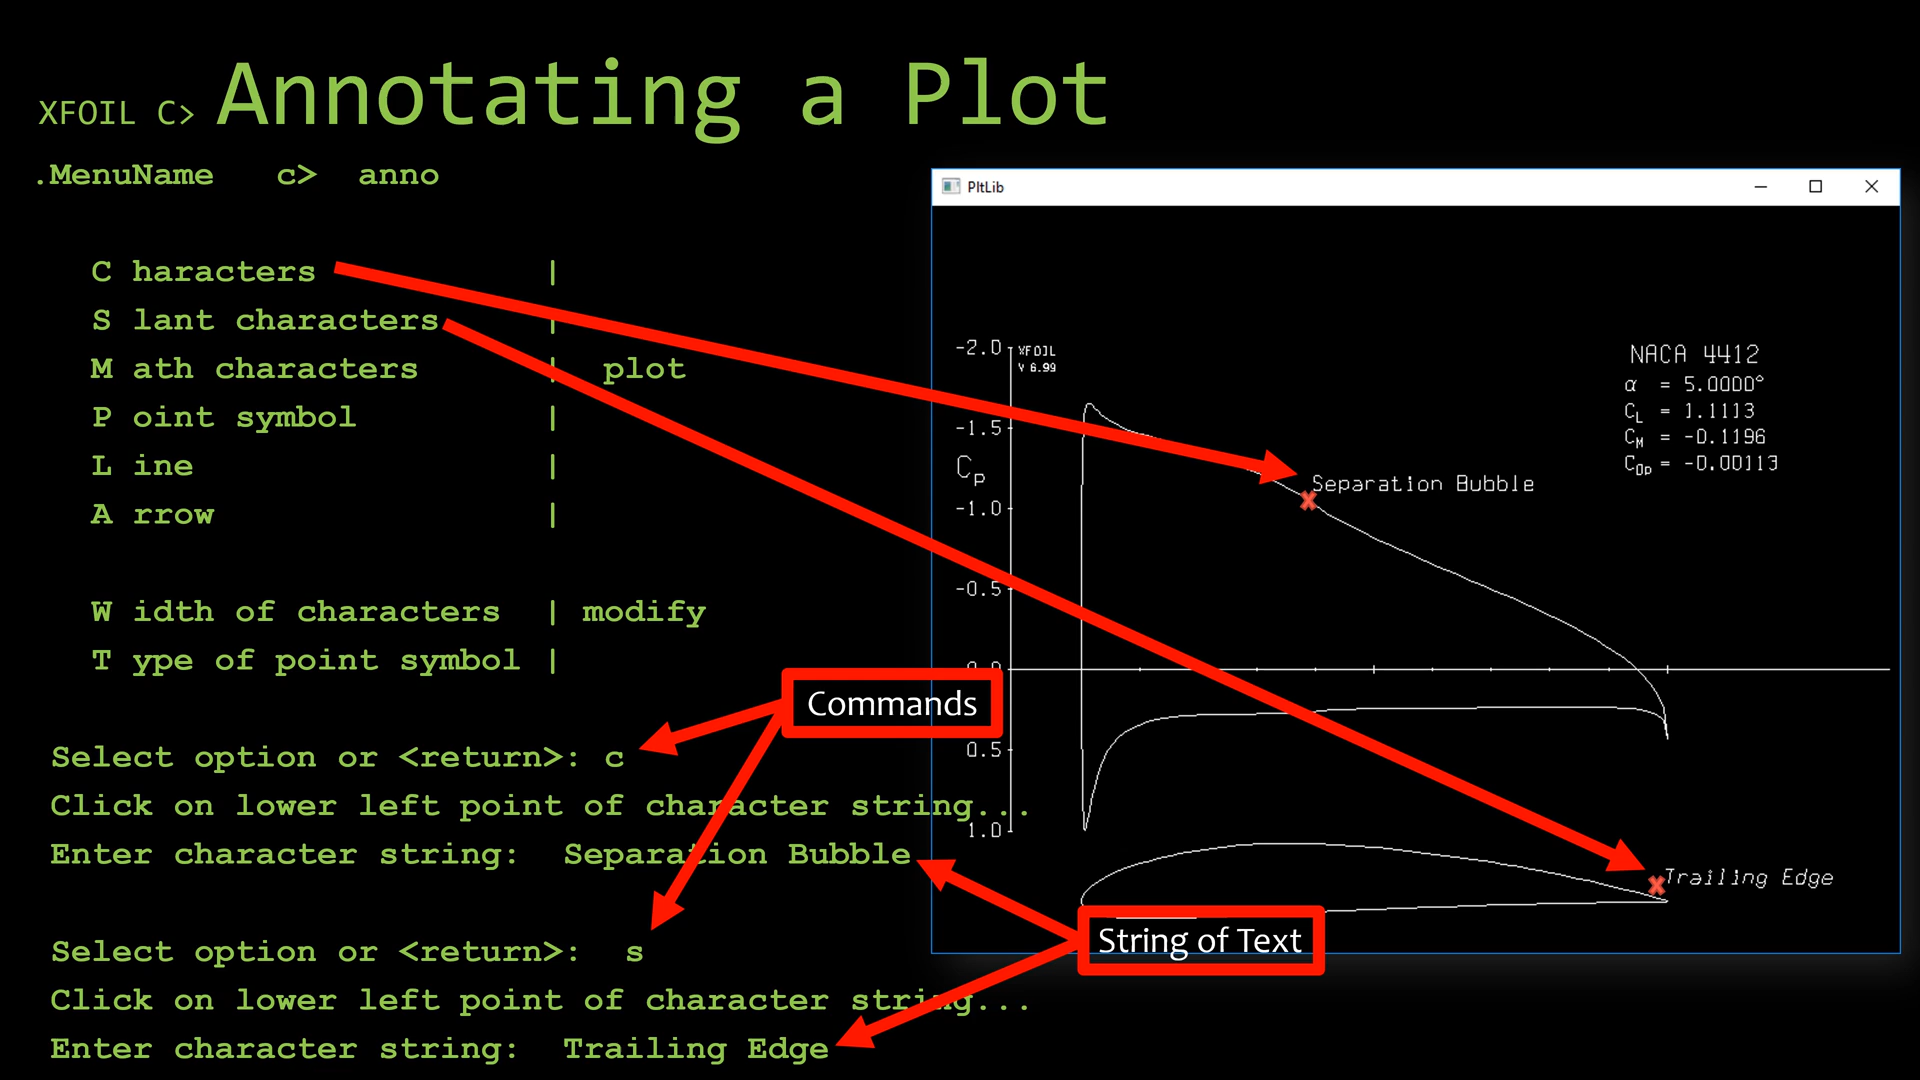 XFOIL C> Annotating a Plot
.MenuName c> anno
C haracters |
S lant characters |
M ath characters | plot
P oint symbol |
L ine |
A rrow |
W idth of characters | modify
T ype of point symbol |
Select option or <return>: c
Click on lower left point of character string...
Enter character string: Separation Bubble
Select option or <return>: s
Click on lower left point of character string...
Enter character string: Trailing Edge
Commands
String of Text
PltLib
XFOIL
V 6.99
-2.0
-1.5
Cp
-1.0
-0.5
0.0
0.5
1.0
NACA 4412
α = 5.0000°
CL = 1.1113
CM = -0.1196
CDp = -0.00113
Separation Bubble
Trailing Edge